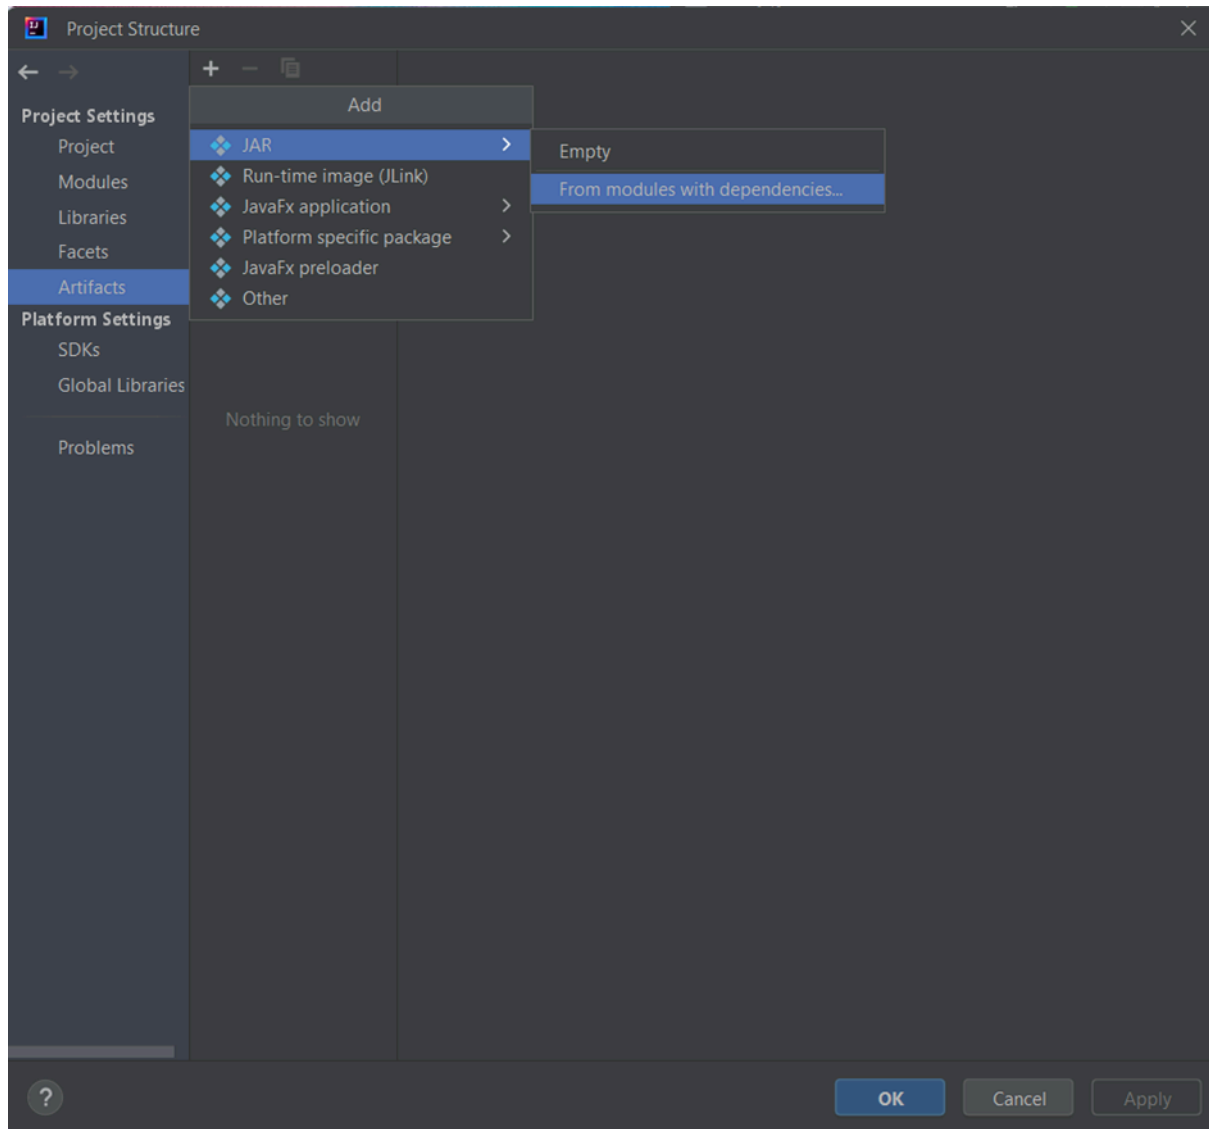 Project Structure
Project Settings
Project
Modules
Libraries
Facets
Artifacts
Platform Settings
SDKs
Global Libraries
Problems
Add
JAR
Run-time image (JLink)
JavaFx application
Platform specific package
JavaFx preloader
Other
Empty
From modules with dependencies...
Nothing to show
?
OK
Cancel
Apply